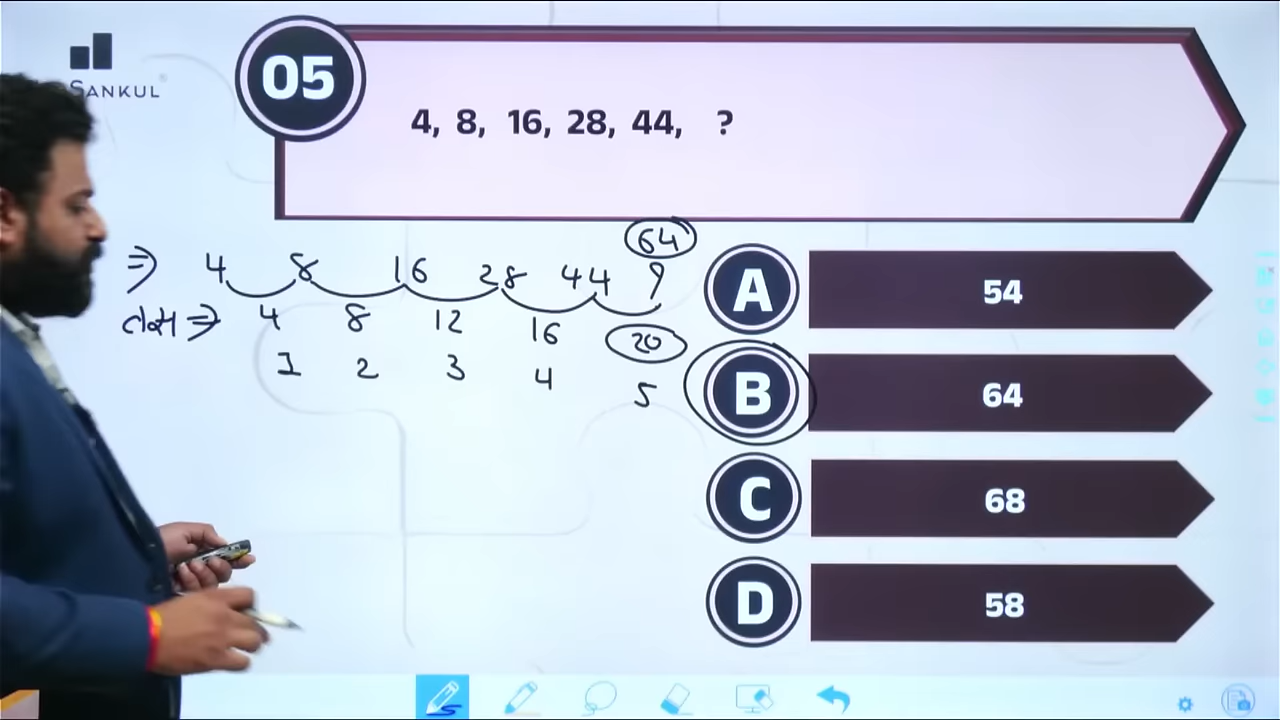 05
SANKUL
4, 8, 16, 28, 44, ?
64
⇒ 4 8 16 28 44 ?
⇒ 4 8 12 16 20
1 2 3 4 5
A 54
B 64
C 68
D 58